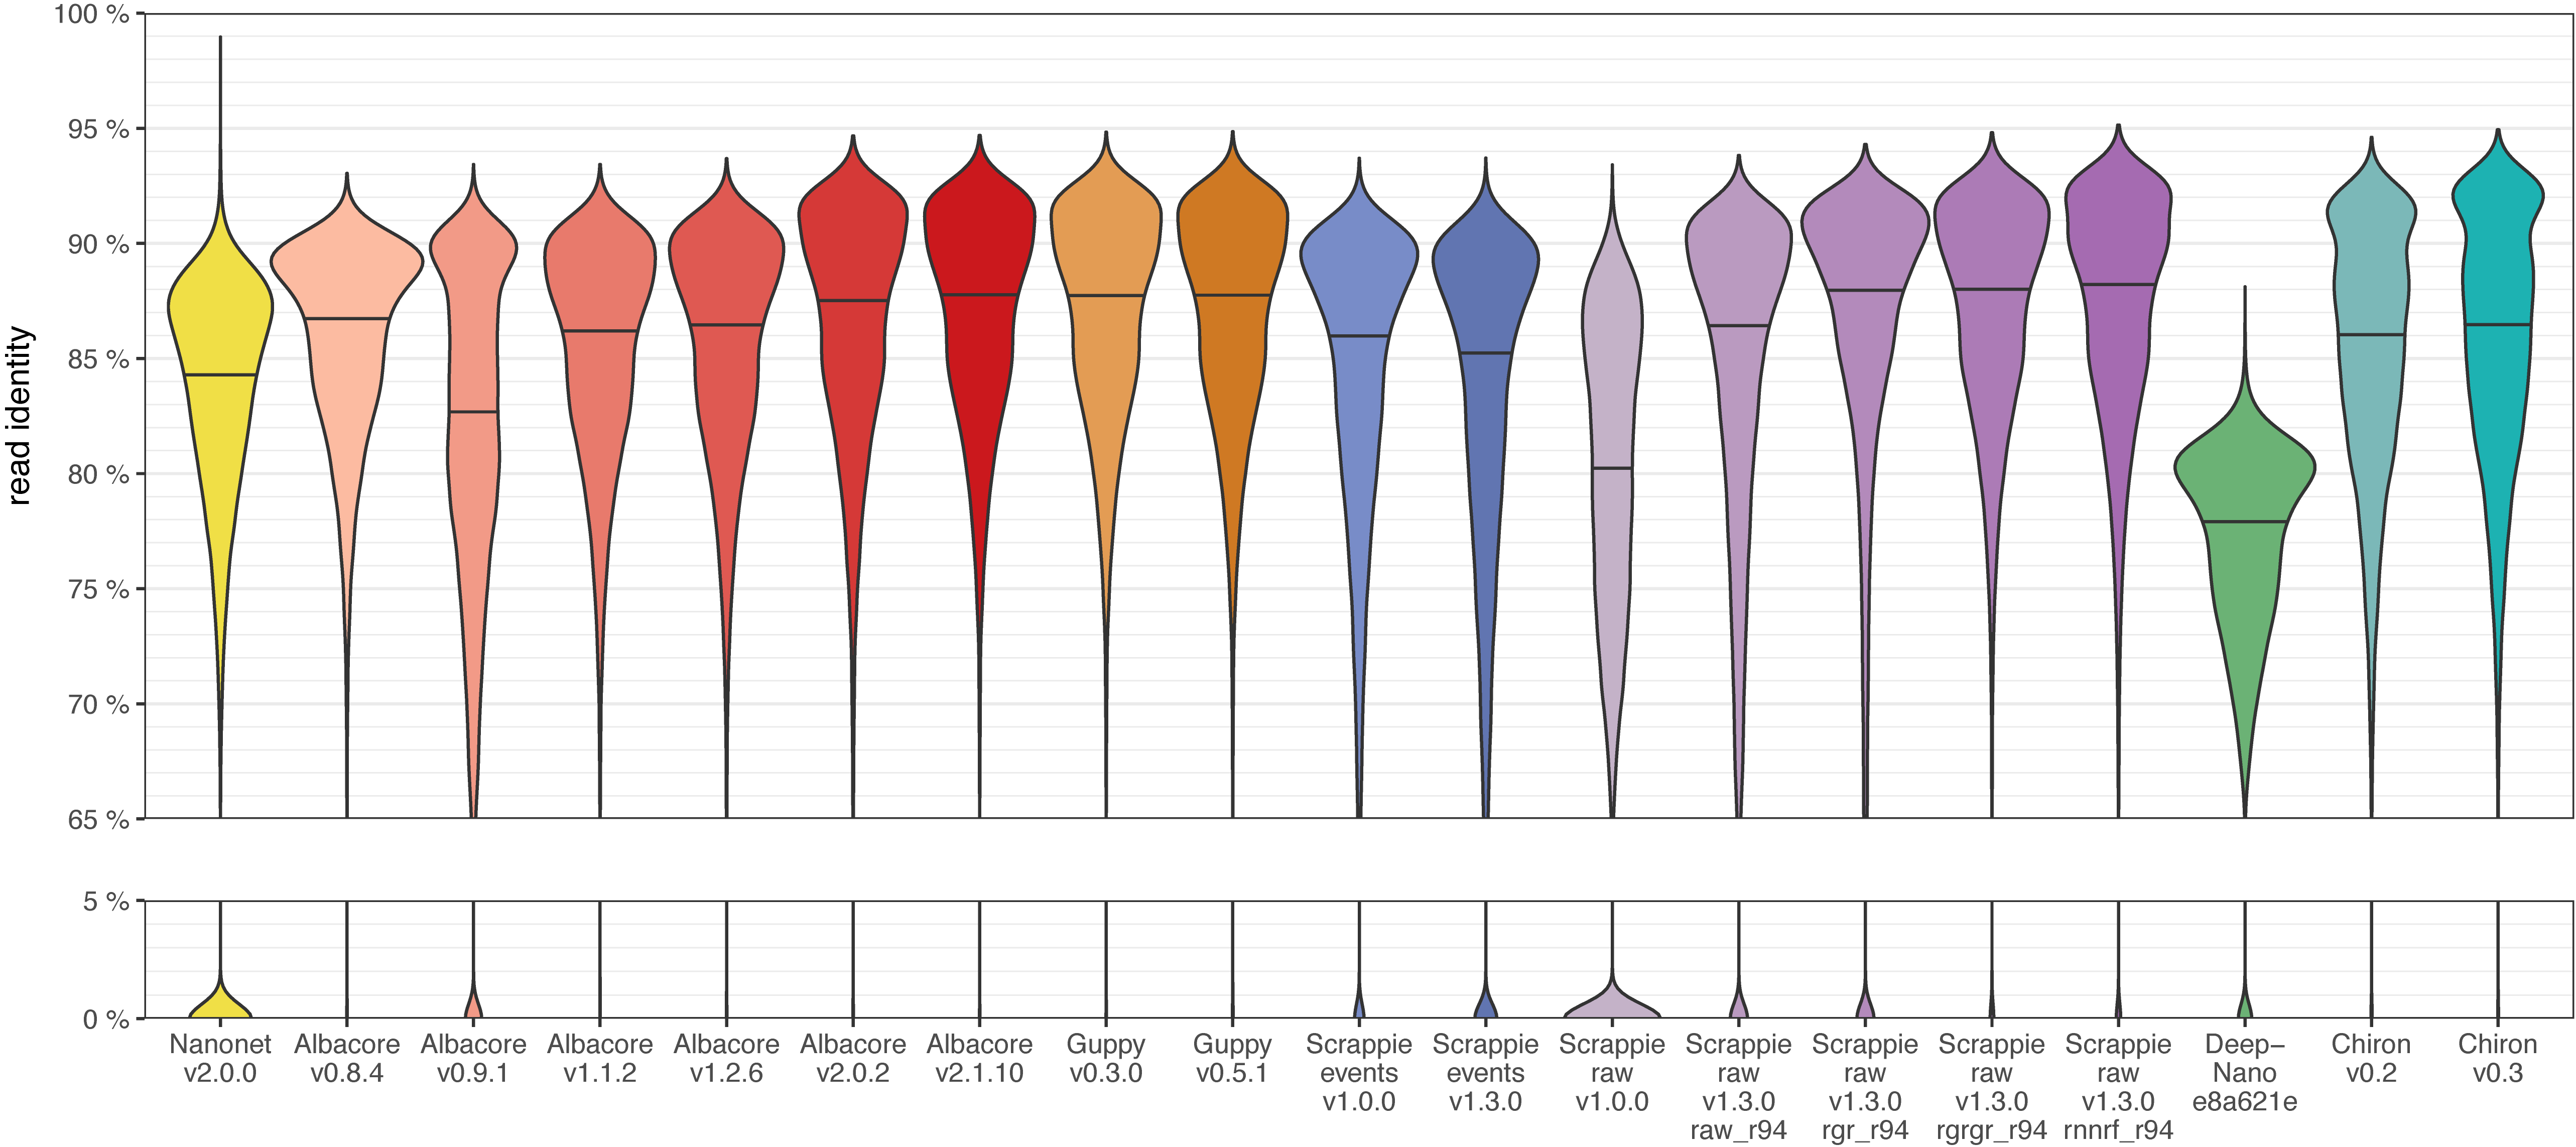 100 %
95 %
90 %
85 %
80 %
75 %
70 %
65 %
read identity
5 %
0 %
Nanonet Albacore Albacore Albacore Albacore Albacore Albacore Guppy Guppy Scrappie Scrappie Scrappie Scrappie Scrappie Scrappie Scrappie Deep− Chiron Chiron
v2.0.0 v0.8.4 v0.9.1 v1.1.2 v1.2.6 v2.0.2 v2.1.10 v0.3.0 v0.5.1 events events raw raw raw raw raw Nano v0.2 v0.3
v1.0.0 v1.3.0 v1.0.0 v1.3.0 v1.3.0 v1.3.0 v1.3.0 e8a621e
raw_r94 rgr_r94 rgrgr_r94 rnnrf_r94